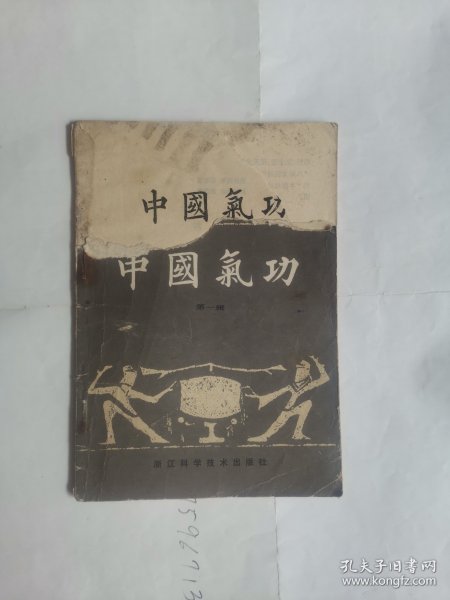 中國氣功
中國氣功
第一辑
浙江科学技术出版社
7596713
孔夫子旧书网
www.kongfz.com